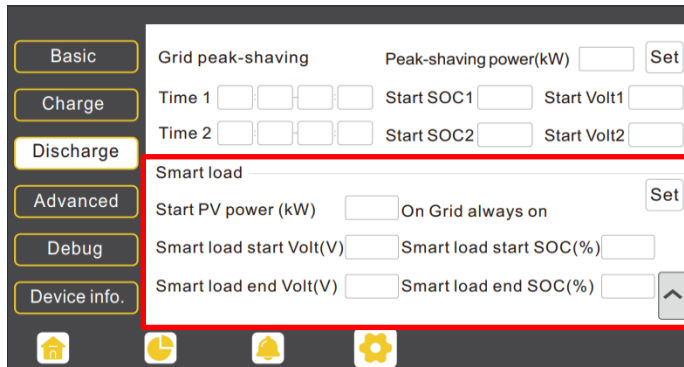 Basic
Charge
Discharge
Advanced
Debug
Device info.
Grid peak-shaving Peak-shaving power(kW) Set
Time 1 : - : Start SOC1 Start Volt1
Time 2 : - : Start SOC2 Start Volt2
Smart load
Set
Start PV power (kW) On Grid always on
Smart load start Volt(V) Smart load start SOC(%)
Smart load end Volt(V) Smart load end SOC(%)